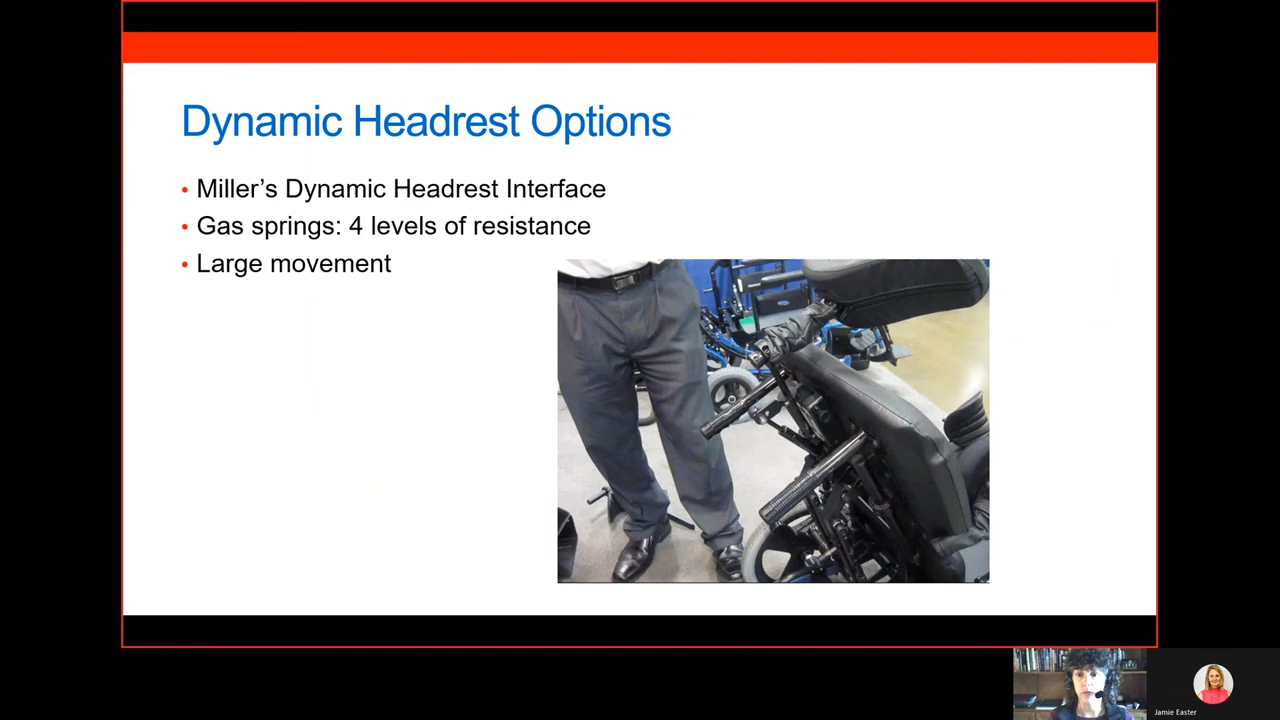 Dynamic Headrest Options
• Miller’s Dynamic Headrest Interface
• Gas springs: 4 levels of resistance
• Large movement
Jamie Easter